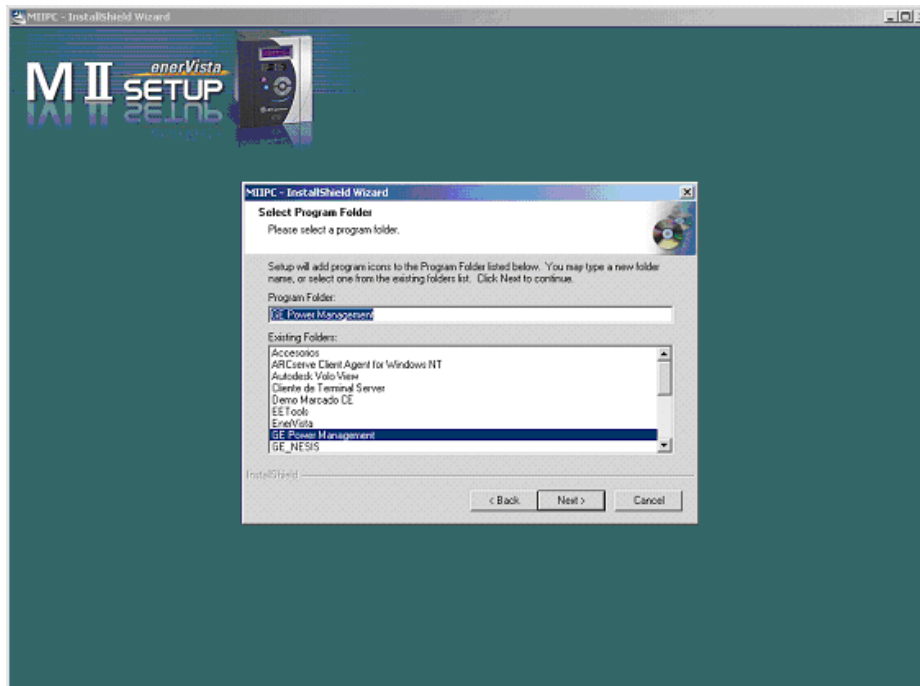 MIIPC - InstallShield Wizard
M II enerVista
SETUP
MIIPC - InstallShield Wizard
Select Program Folder
Please select a program folder.
Setup will add program icons to the Program Folder listed below. You may type a new folder
name, or select one from the existing folders list. Click Next to continue.
Program Folder:
GE Power Management
Existing Folders:
Accesorios
ARCserve Client Agent for Windows NT
Autodesk Volo View
Cliente de Terminal Server
Demo Marcado CE
EETools
EnerVista
GE Power Management
GE_NESIS
InstallShield
< Back
Next >
Cancel